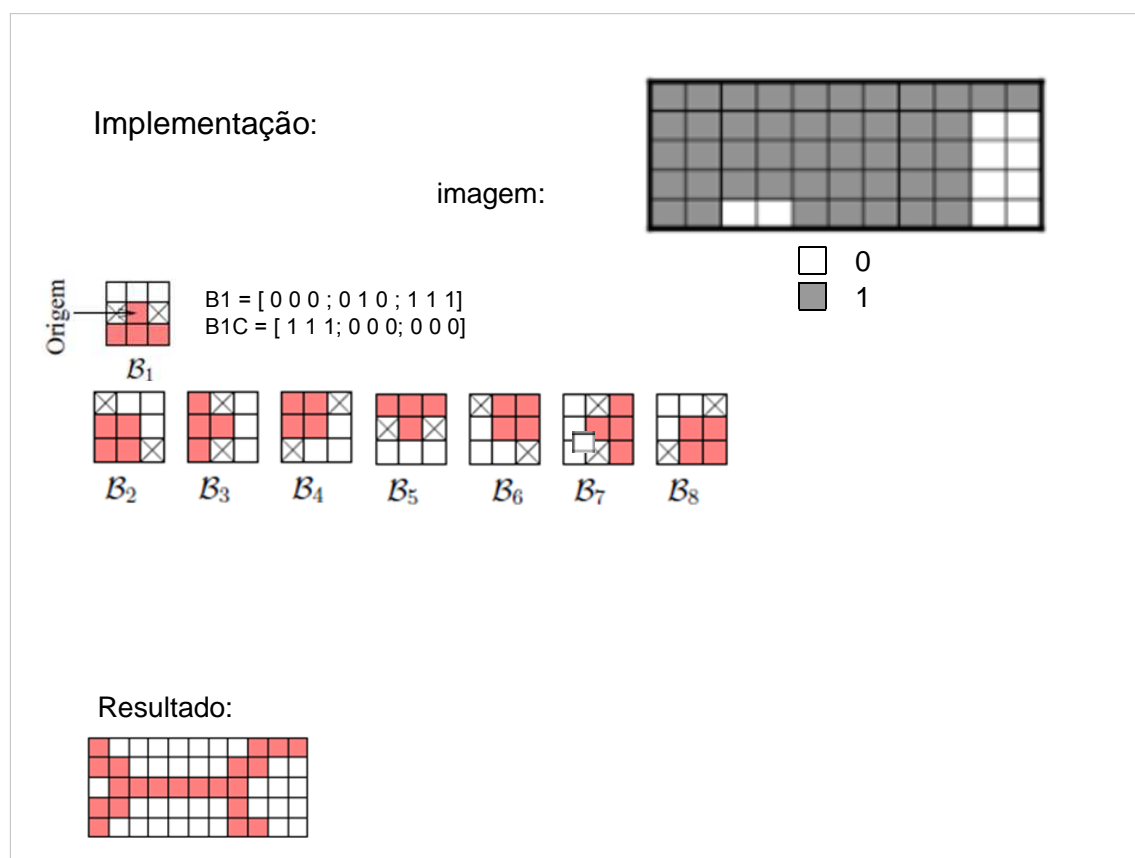 Implementação:
imagem:
0
1
Origem
B1 = [ 0 0 0 ; 0 1 0 ; 1 1 1]
B1C = [ 1 1 1; 0 0 0; 0 0 0]
B₁
B₂ B₃ B₄ B₅ B₆ B₇ B₈
Resultado: